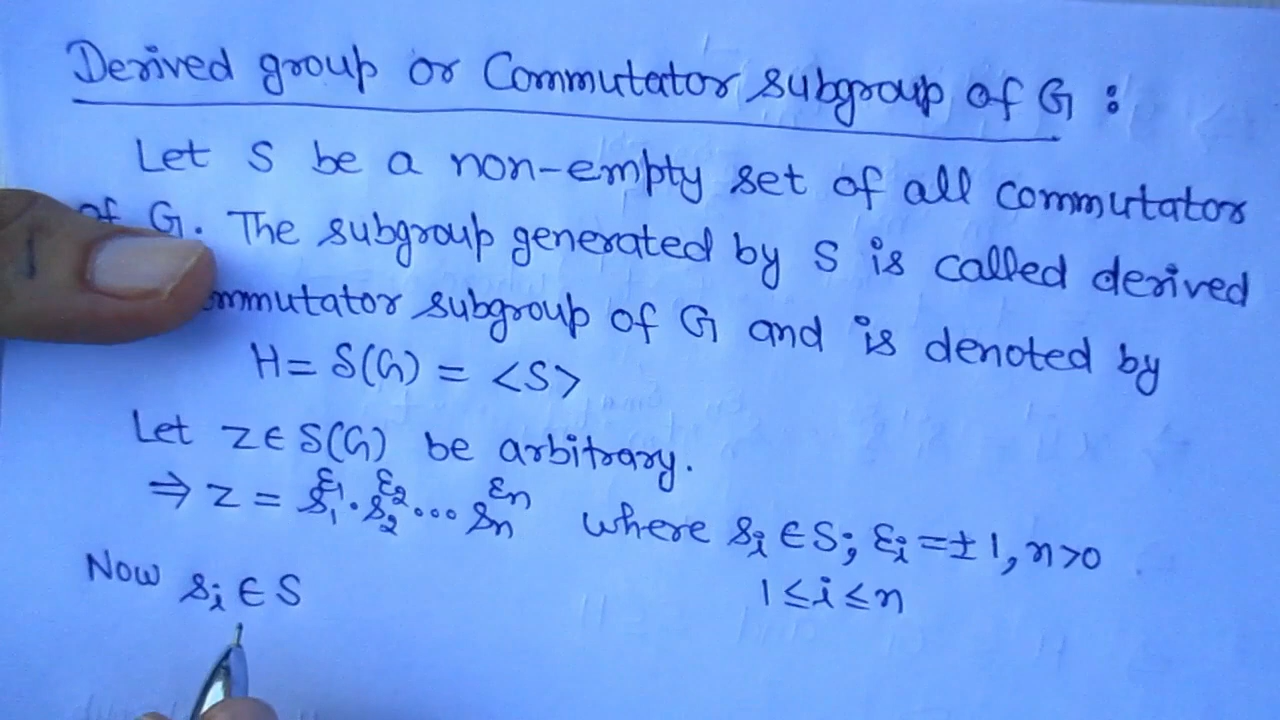 Derived group or Commutator subgroup of G :
Let S be a non-empty set of all commutator
of G. The subgroup generated by S is called derived
mmutator subgroup of G and is denoted by
H = S(G) = <S>
Let z ∈ S(G) be arbitrary.
⇒ z = s₁^ε₁ · s₂^ε₂ ... sₙ^εₙ where sᵢ ∈ S; εᵢ = ± 1, n>0
1 ≤ i ≤ n
Now sᵢ ∈ S